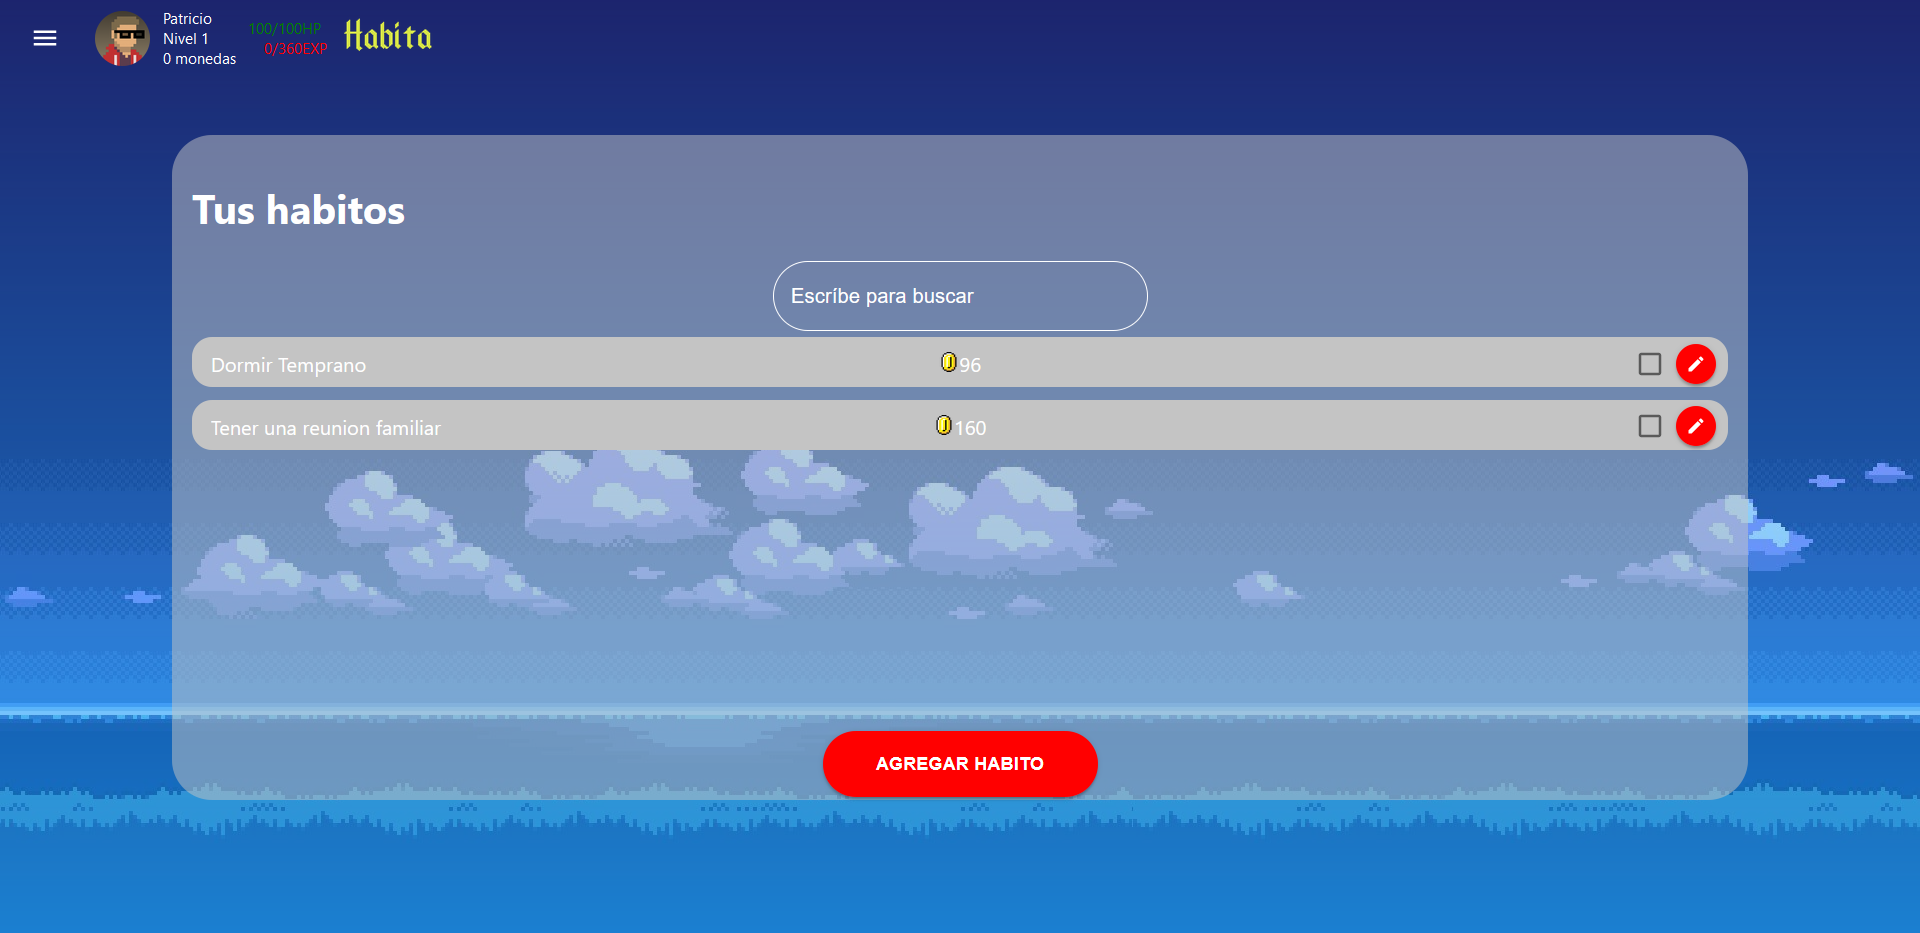 Patricio
Nivel 1
0 monedas
100/100HP
0/360EXP
Habita
Tus habitos
Escríbe para buscar
Dormir Temprano 96
Tener una reunion familiar 160
AGREGAR HABITO